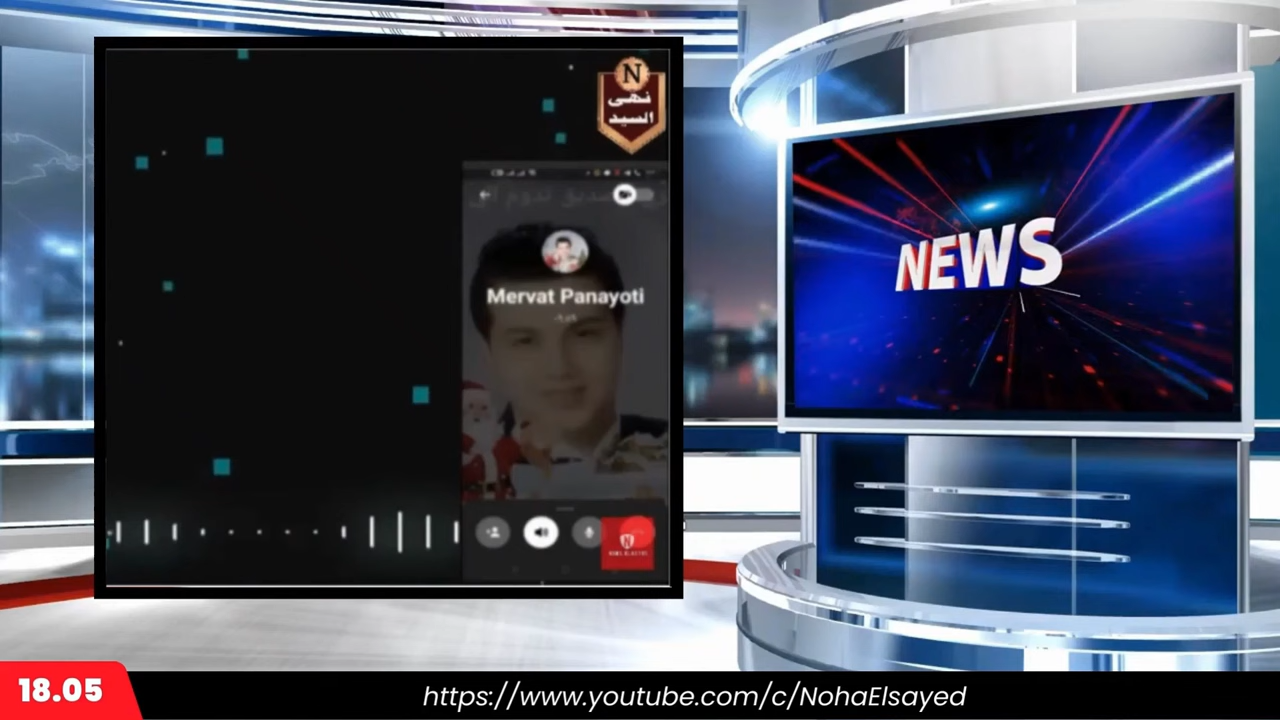 N
نهى
السيد
Mervat Panayoti
NEWS
18.05
https://www.youtube.com/c/NohaElsayed